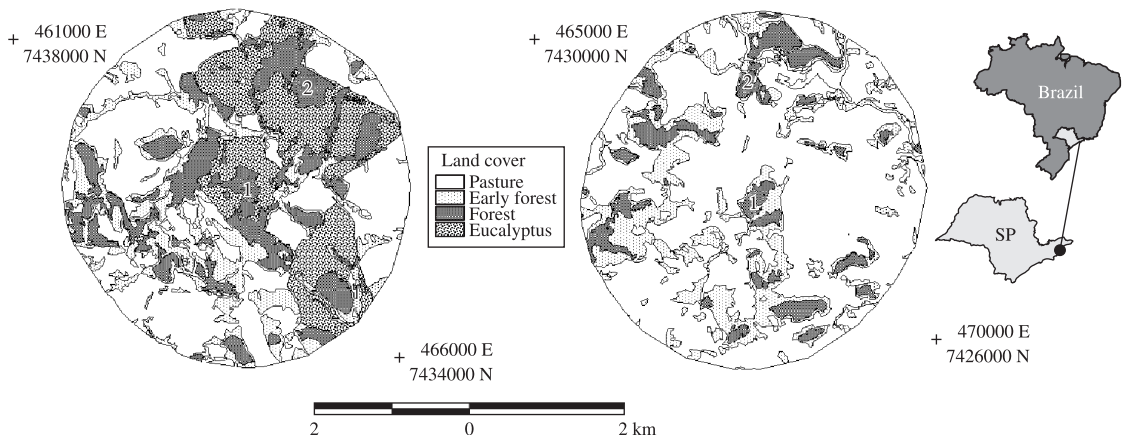 + 461000 E
7438000 N
2
1
+ 466000 E
7434000 N
Land cover
Pasture
Early forest
Forest
Eucalyptus
+ 465000 E
7430000 N
2
1
+ 470000 E
7426000 N
Brazil
SP
2 0 2 km